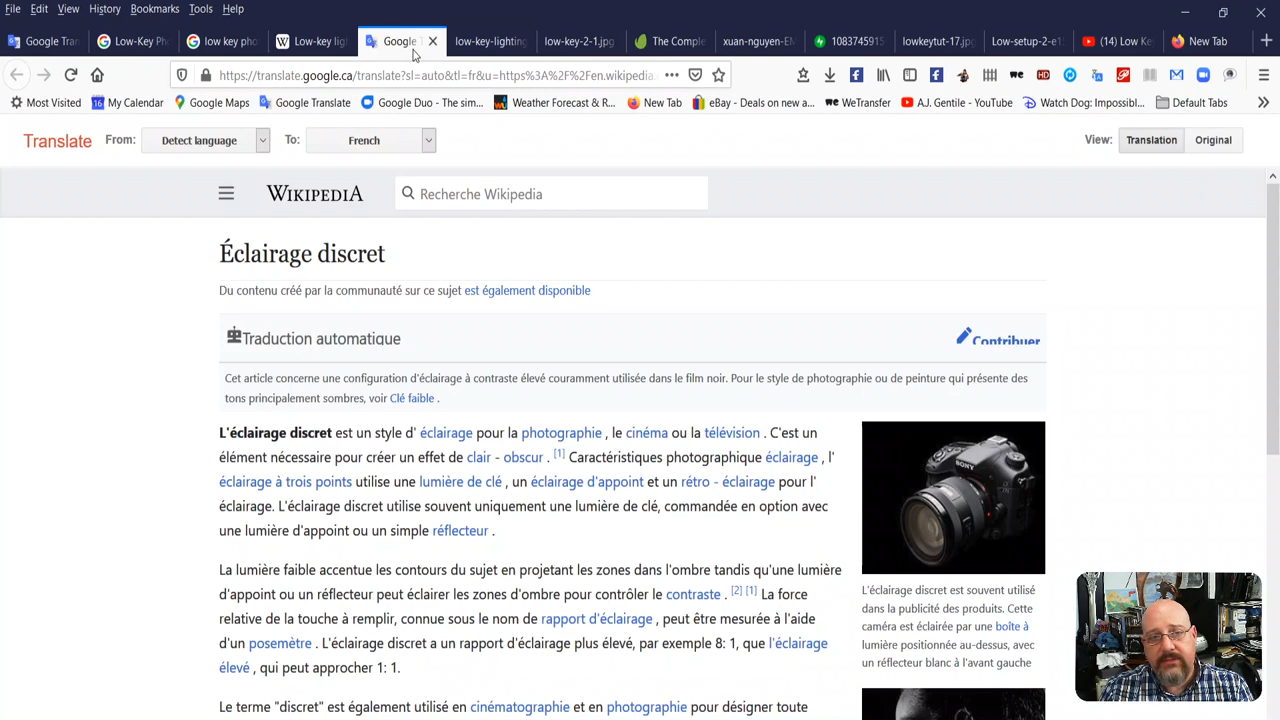 File Edit View History Bookmarks Tools Help
Google Tran
Low-Key Ph
low key pho
Low-key lig
Google T
low-key-lighting
low-key-2-1.jpg
The Comple
xuan-nguyen-EM
1083745915
lowkeytut-17.jpg
Low-setup-2-e1
(14) Low K
New Tab
https://translate.google.ca/translate?sl=auto&tl=fr&u=https%3A%2F%2Fen.wikipedia.
Most Visited
My Calendar
Google Maps
Google Translate
Google Duo - The sim...
Weather Forecast & R...
New Tab
eBay - Deals on new a...
WeTransfer
A.J. Gentile - YouTube
Watch Dog: Impossibl...
Default Tabs
Translate From: Detect language To: French View: Translation Original
WIKIPEDIA Recherche Wikipedia
Éclairage discret
Du contenu créé par la communauté sur ce sujet est également disponible
Traduction automatique Contribuer
Cet article concerne une configuration d'éclairage à contraste élevé couramment utilisée dans le film noir. Pour le style de photographie ou de peinture qui présente des
tons principalement sombres, voir Clé faible .
L'éclairage discret est un style d' éclairage pour la photographie , le cinéma ou la télévision . C'est un
élément nécessaire pour créer un effet de clair - obscur . [1] Caractéristiques photographique éclairage , l'
éclairage à trois points utilise une lumière de clé , un éclairage d'appoint et un rétro - éclairage pour l'
éclairage. L'éclairage discret utilise souvent uniquement une lumière de clé, commandée en option avec
une lumière d'appoint ou un simple réflecteur .
La lumière faible accentue les contours du sujet en projetant les zones dans l'ombre tandis qu'une lumière
d'appoint ou un réflecteur peut éclairer les zones d'ombre pour contrôler le contraste . [2] [1] La force
relative de la touche à remplir, connue sous le nom de rapport d'éclairage , peut être mesurée à l'aide
d'un posemètre . L'éclairage discret a un rapport d'éclairage plus élevé, par exemple 8: 1, que l'éclairage
élevé , qui peut approcher 1: 1.
Le terme "discret" est également utilisé en cinématographie et en photographie pour désigner toute
SONY
L'éclairage discret est souvent utilisé
dans la publicité des produits. Cette
caméra est éclairée par une boîte à
lumière positionnée au-dessus, avec
un réflecteur blanc à l'avant gauche